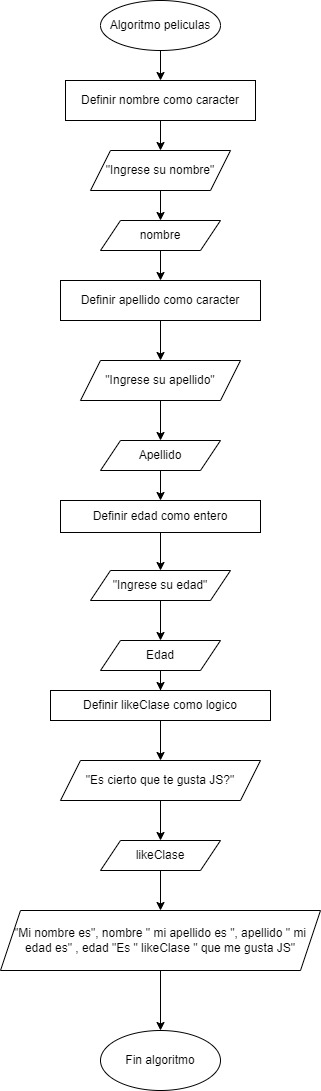 Algoritmo peliculas
Definir nombre como caracter
"Ingrese su nombre"
nombre
Definir apellido como caracter
"Ingrese su apellido"
Apellido
Definir edad como entero
"Ingrese su edad"
Edad
Definir likeClase como logico
"Es cierto que te gusta JS?"
likeClase
"Mi nombre es", nombre " mi apellido es ", apellido " mi
edad es" , edad "Es " likeClase " que me gusta JS"
Fin algoritmo